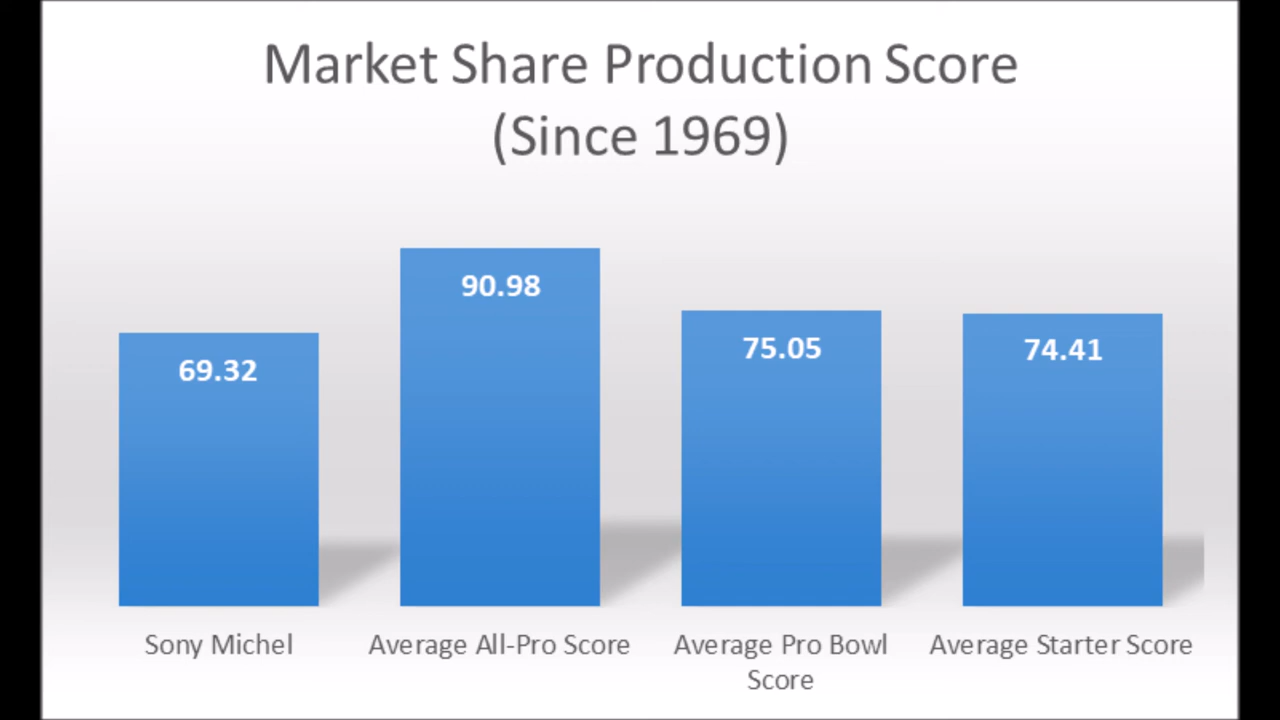 Market Share Production Score
(Since 1969)
69.32
90.98
75.05
74.41
Sony Michel
Average All-Pro Score
Average Pro Bowl
Score
Average Starter Score